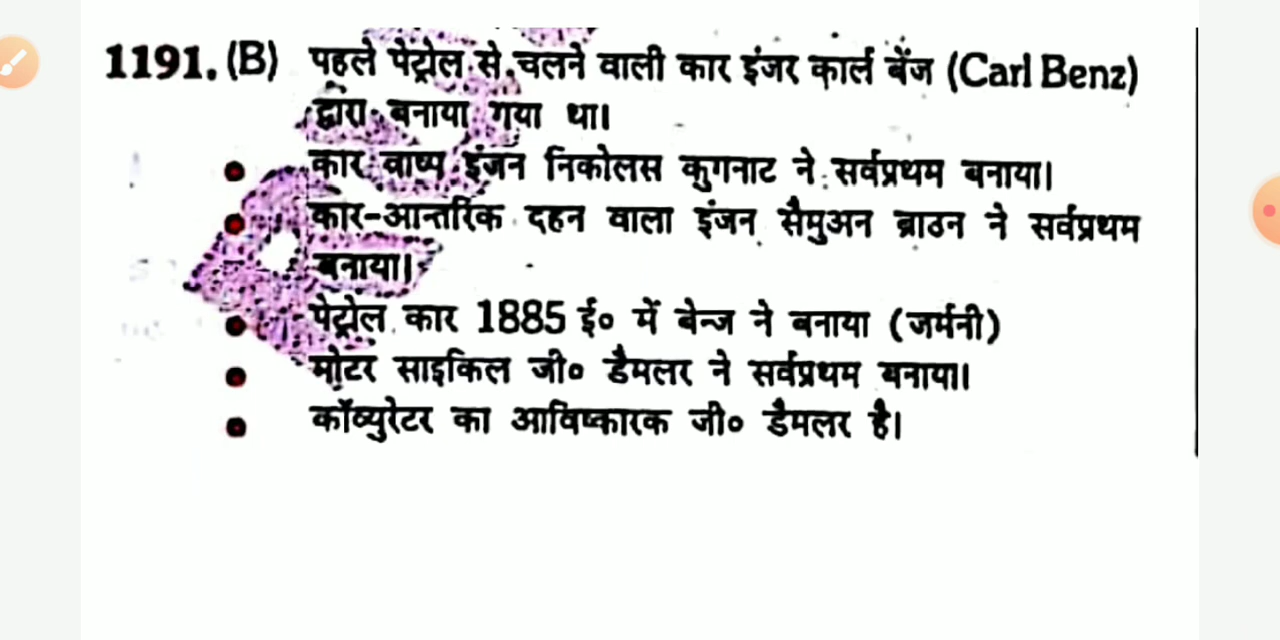 1191. (B) पहले पेट्रोल से चलने वाली कार इंजर कार्ल बेंज (Carl Benz)
द्वारा बनाया गया था।
• कार वाष्प इंजन निकोलस कुगनाट ने सर्वप्रथम बनाया।
• कार-आन्तरिक दहन वाला इंजन सैमुअन ब्राठन ने सर्वप्रथम
बनाया।
• पेट्रोल कार 1885 ई० में बेन्ज ने बनाया (जर्मनी)
• मोटर साइकिल जी० डैमलर ने सर्वप्रथम बनाया।
• कॉव्युरेटर का आविष्कारक जी० डैमलर है।